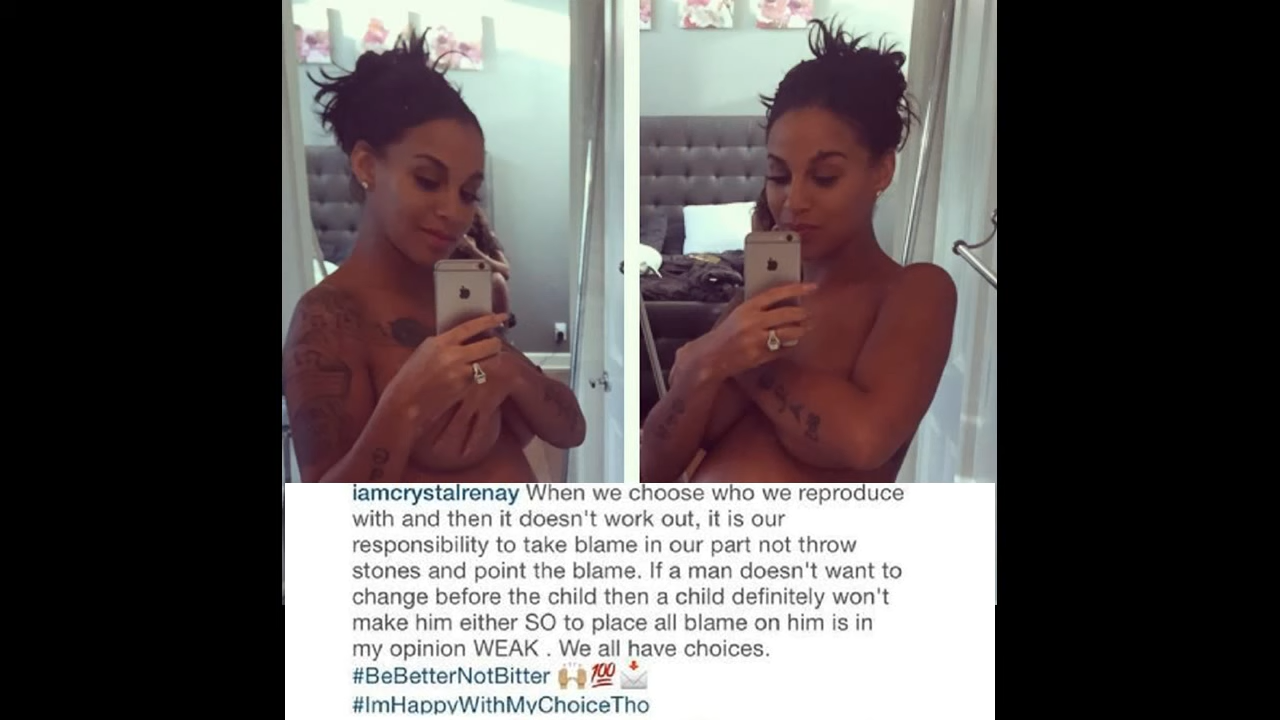 iamcrystalrenay When we choose who we reproduce
with and then it doesn't work out, it is our
responsibility to take blame in our part not throw
stones and point the blame. If a man doesn't want to
change before the child then a child definitely won't
make him either SO to place all blame on him is in
my opinion WEAK . We all have choices.
#BeBetterNotBitter 🙌🏼💯📩
#ImHappyWithMyChoiceTho